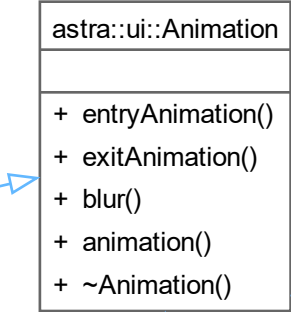 astra::ui::Animation
+ entryAnimation()
+ exitAnimation()
+ blur()
+ animation()
+ ~Animation()